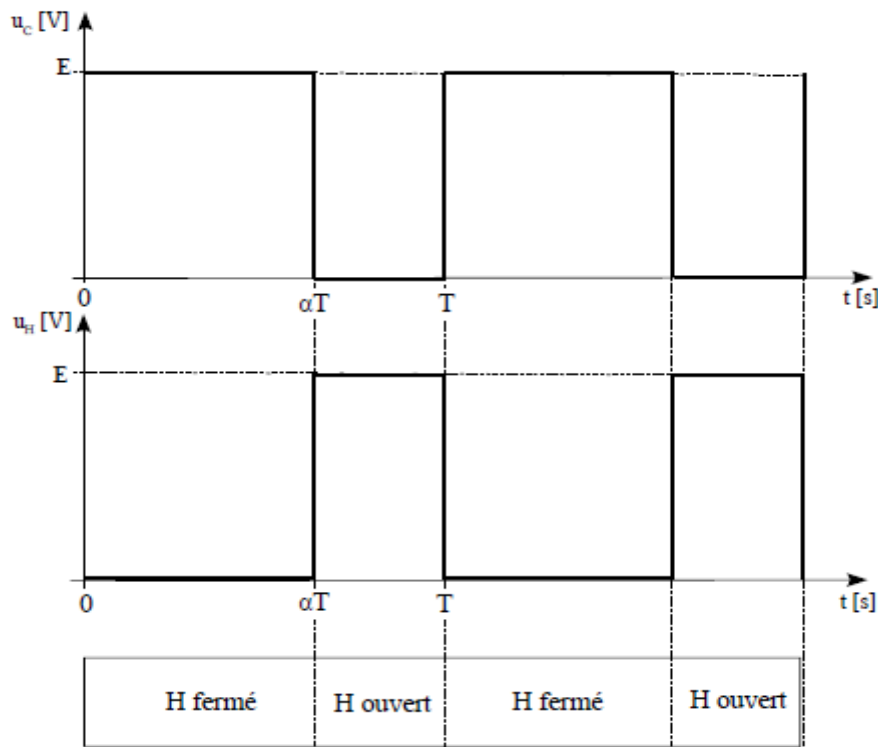 u_C [V]
E
0 αT T t [s]
u_H [V]
E
0 αT T t [s]
H fermé H ouvert H fermé H ouvert